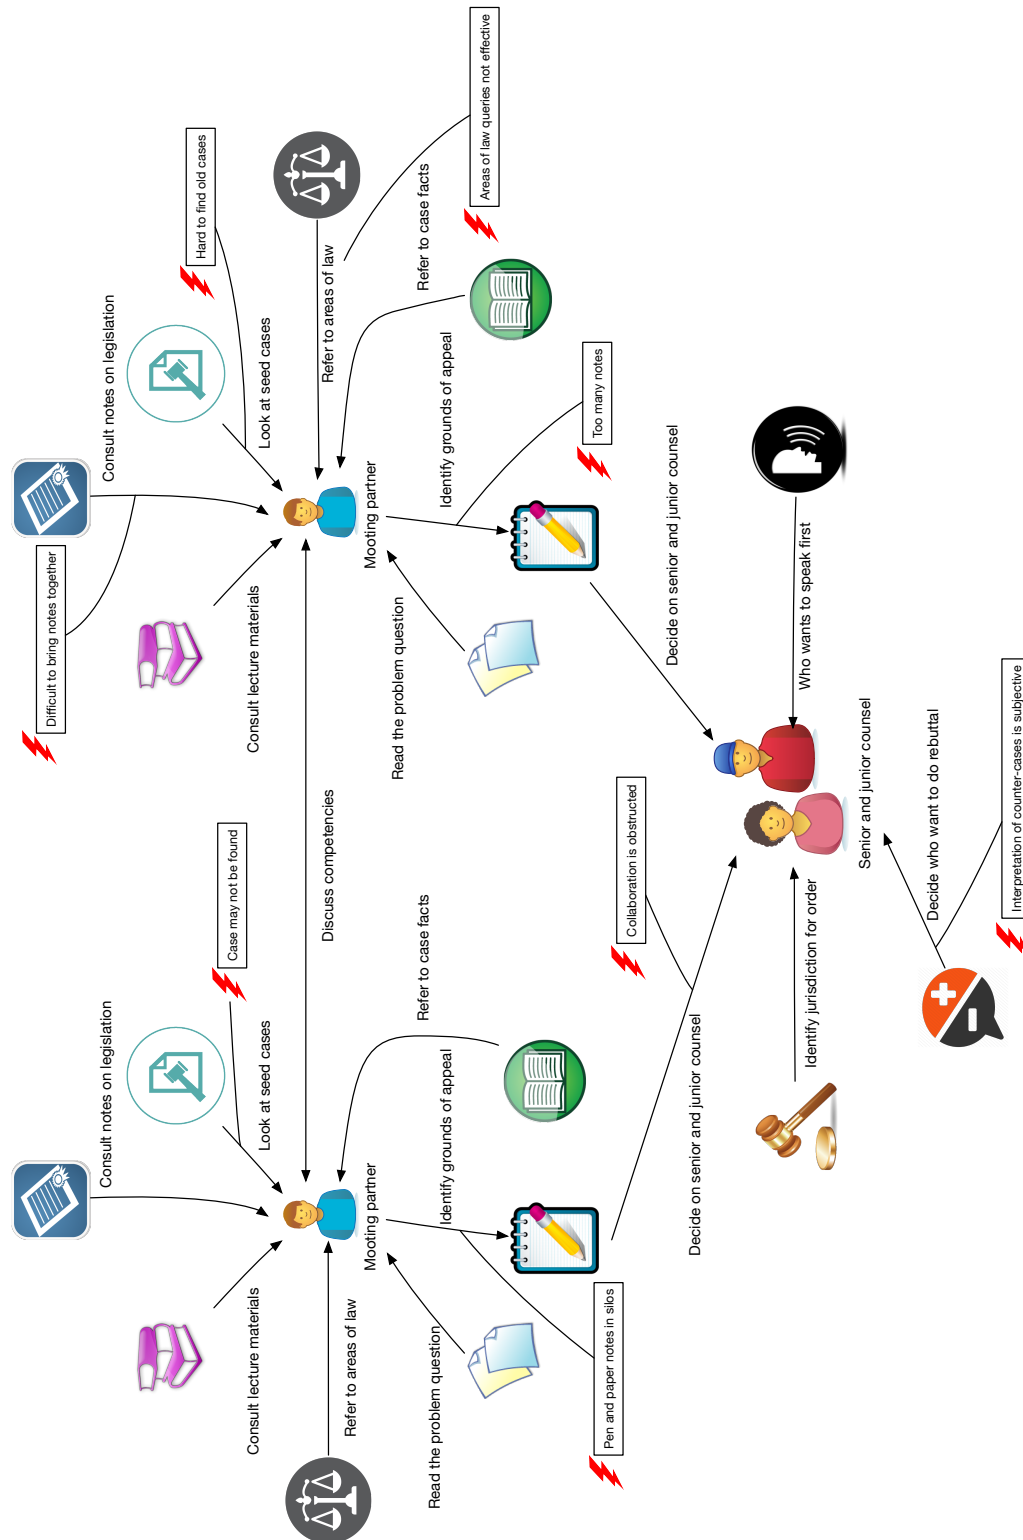 Consult notes on legislation
Case may not be found
Look at seed cases
Consult lecture materials
Refer to areas of law
Mooting partner
Read the problem question
Refer to case facts
Identify grounds of appeal
Pen and paper notes in silos
Discuss competencies
Difficult to bring notes together
Consult notes on legislation
Hard to find old cases
Look at seed cases
Consult lecture materials
Refer to areas of law
Areas of law queries not effective
Mooting partner
Read the problem question
Refer to case facts
Identify grounds of appeal
Too many notes
Decide on senior and junior counsel
Collaboration is obstructed
Decide on senior and junior counsel
Identify jurisdiction for order
Who wants to speak first
Senior and junior counsel
Decide who want to do rebuttal
Interpretation of counter-cases is subjective